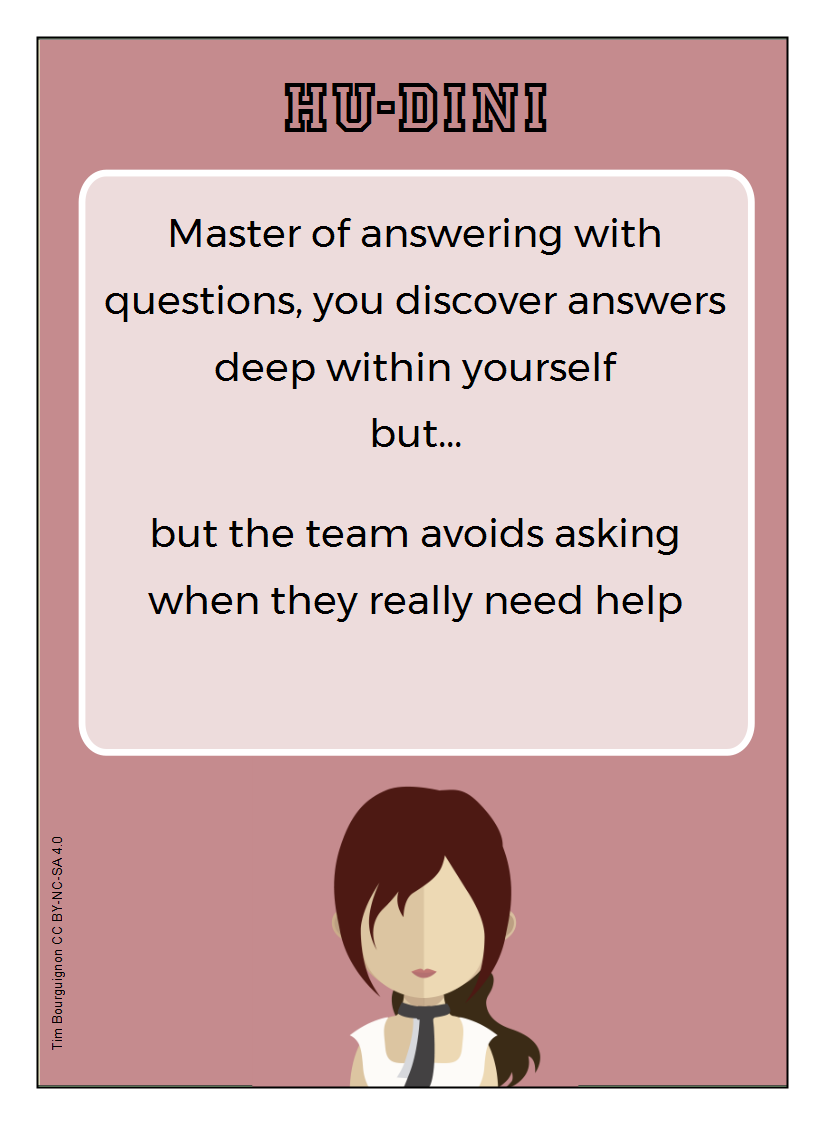 HU-DINI
Master of answering with
questions, you discover answers
deep within yourself
but...
but the team avoids asking
when they really need help
Tim Bourguignon CC BY-NC-SA 4.0